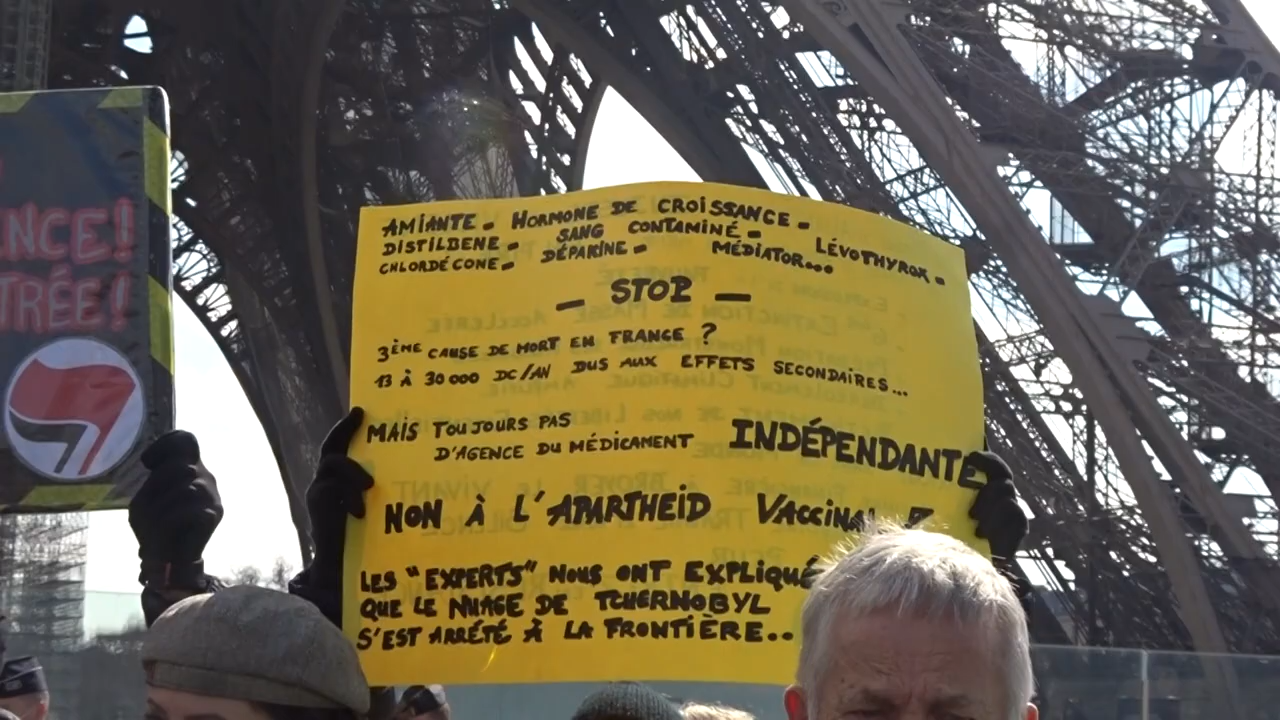 NCE!
TRÉE!
AMIANTE - HORMONE DE CROISSANCE -
DISTILBENE - SANG CONTAMINÉ - LÉVOTHYROX -
CHLORDÉCONE - DÉPAKINE - MÉDIATOR...
— STOP —
3ÈME CAUSE DE MORT EN FRANCE ?
13 À 30 000 DC/AN DUS AUX EFFETS SECONDAIRES...
MAIS TOUJOURS PAS
D'AGENCE DU MÉDICAMENT INDÉPENDANTE
NON À L'APARTHEID
LES "EXPERTS" NOUS ONT EXPLIQUÉ
QUE LE NUAGE DE TCHERNOBYL
S'EST ARRÉTÉ À LA FRONTIÈRE..